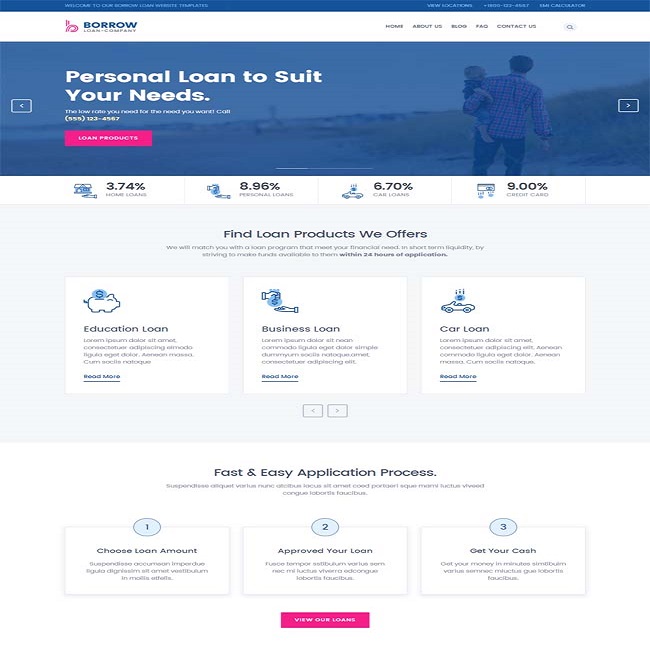 WELCOME TO OUR BORROW LOAN WEBSITE TEMPLATES
VIEW LOCATIONS +1800-123-4567 EMI CALCULATOR
BORROW
LOAN COMPANY
HOME ABOUT US BLOG FAQ CONTACT US
Personal Loan to Suit
Your Needs.
The low rate you need for the need you want! Call
(555) 123-4567
LOAN PRODUCTS
< >
3.74%
HOME LOANS
8.96%
PERSONAL LOANS
6.70%
CAR LOANS
9.00%
CREDIT CARD
Find Loan Products We Offers
We will match you with a loan program that meet your financial need. In short term liquidity, by
striving to make funds available to them within 24 hours of application.
Education Loan
Lorem ipsum dolor sit amet,
consectetuer adipiscing elmodo
ligula eget dolor. Aenean massa.
Cum sociis natoque
Read More
Business Loan
Lorem ipsum dolor sit nean
commodo ligula eget dolor simple
dummyrum sociis natoque.amet,
consectetuer adipiscing elit.
Read More
Car Loan
Lorem ipsum dolor sit amet,
consectetuer adipiscing elit. Aenean
commodo massa. Cum sociis
natoque sociis natoque.
Read More
< >
Fast & Easy Application Process.
Suspendisse aliquet varius nunc atcibus lacus sit amet coed portaeri eque mami luctus viveed
congue lobortis faucibus.
1
Choose Loan Amount
Suspendisse accumsan imperdue
ligula dignissim sit amet vestibulum
in mollis etfelis.
2
Approved Your Loan
Fusce tempor sstibulum varius sem
nec mi luctus viverra edcongue
lobortis faucibus.
3
Get Your Cash
Get your money in minutes simtibuim
varius semnec mluctus gue lobortis
faucibus.
VIEW OUR LOANS